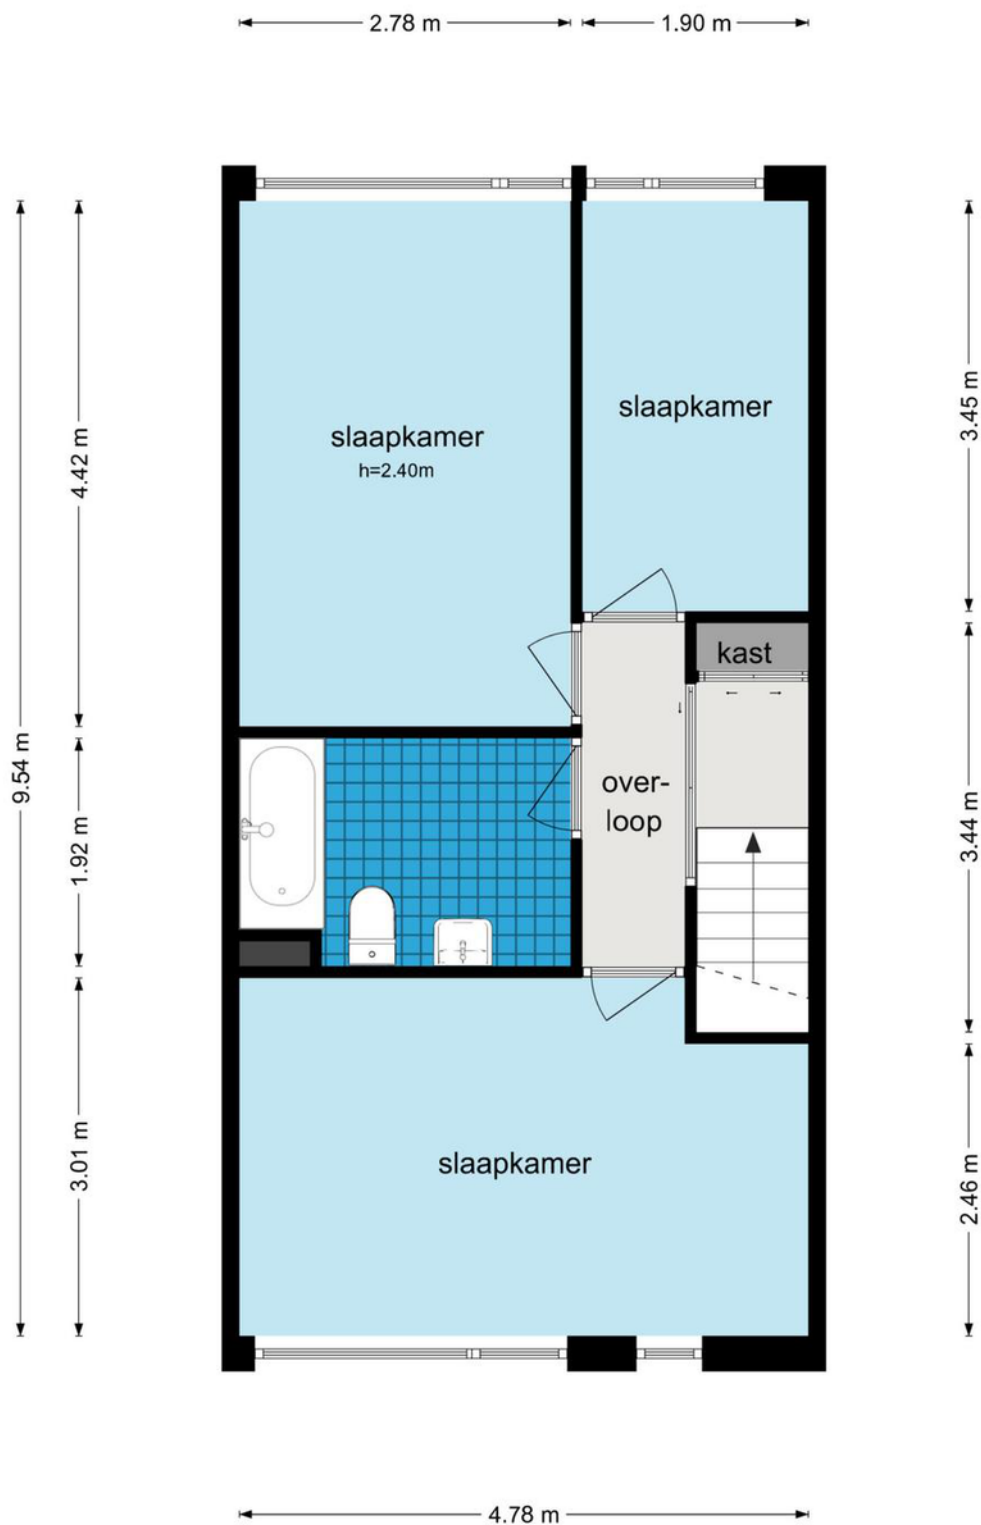 2.78 m
1.90 m
slaapkamer
3.45 m
slaapkamer
h=2.40m
4.42 m
kast
9.54 m
over-
loop
3.44 m
1.92 m
3.01 m
slaapkamer
2.46 m
4.78 m